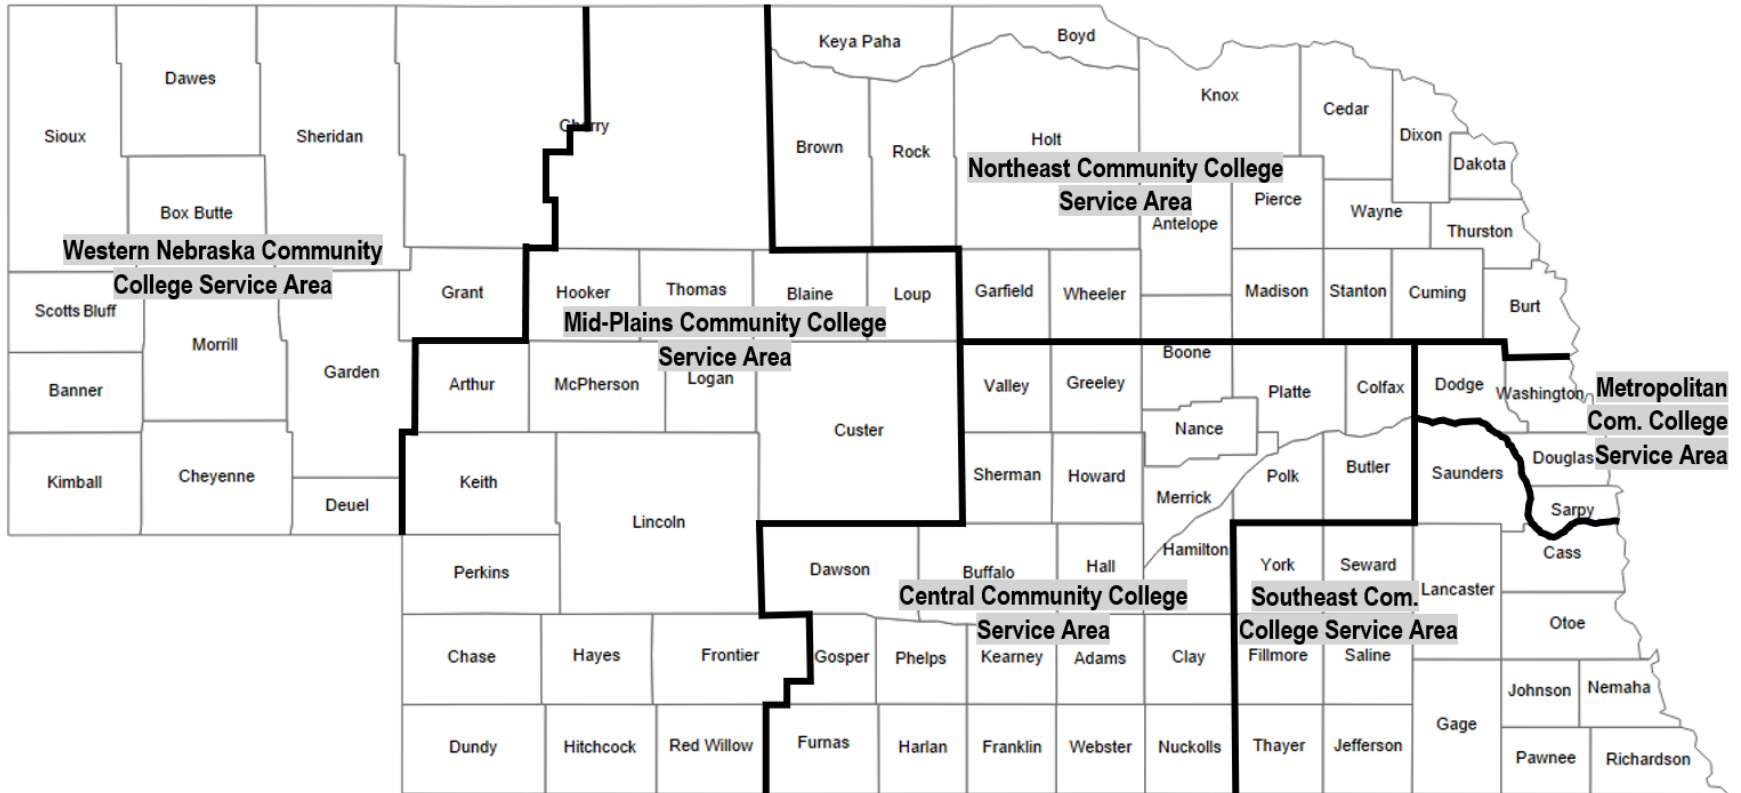 Keya Paha
Boyd
Dawes
Knox
Cedar
Sioux
Sheridan
Cherry
Dixon
Brown
Rock
Holt
Dakota
Northeast Community College
Service Area
Pierce
Box Butte
Wayne
Antelope
Thurston
Western Nebraska Community
College Service Area
Grant
Hooker
Thomas
Blaine
Loup
Garfield
Wheeler
Madison
Stanton
Cuming
Burt
Scotts Bluff
Mid-Plains Community College
Service Area
Morrill
Garden
Boone
Banner
Arthur
McPherson
Logan
Valley
Greeley
Platte
Colfax
Dodge
Washington
Metropolitan
Com. College
Service Area
Custer
Nance
Douglas
Kimball
Cheyenne
Keith
Sherman
Howard
Polk
Butler
Saunders
Deuel
Merrick
Sarpy
Lincoln
Hamilton
Cass
Perkins
Dawson
Buffalo
Hall
York
Seward
Lancaster
Central Community College
Service Area
Southeast Com.
College Service Area
Otoe
Chase
Hayes
Frontier
Gosper
Phelps
Kearney
Adams
Clay
Fillmore
Saline
Johnson
Nemaha
Dundy
Hitchcock
Red Willow
Furnas
Harlan
Franklin
Webster
Nuckolls
Thayer
Jefferson
Gage
Pawnee
Richardson